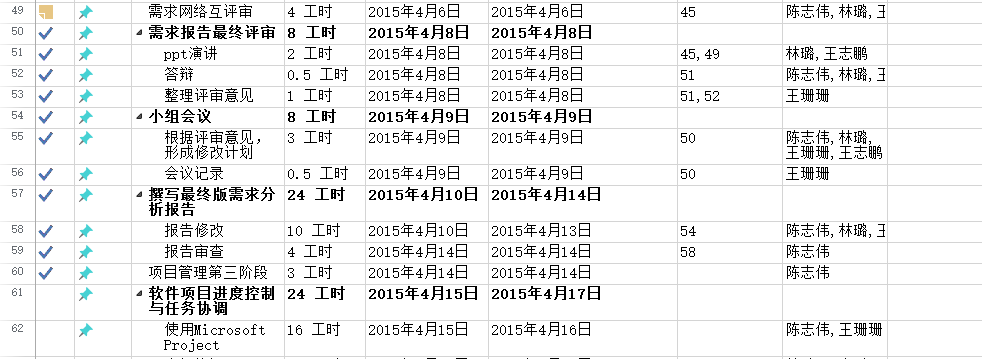 49 需求网络互评审 4 工时 2015年4月6日 2015年4月6日 45 陈志伟,林璐,王
50 需求报告最终评审 8 工时 2015年4月8日 2015年4月8日
51 ppt演讲 2 工时 2015年4月8日 2015年4月8日 45,49 林璐,王志鹏
52 答辩 0.5 工时 2015年4月8日 2015年4月8日 51 陈志伟,林璐,王
53 整理评审意见 1 工时 2015年4月8日 2015年4月8日 51,52 王珊珊
54 小组会议 8 工时 2015年4月9日 2015年4月9日
55 根据评审意见, 3 工时 2015年4月9日 2015年4月9日 50 陈志伟,林璐,
形成修改计划 王珊珊,王志鹏
56 会议记录 0.5 工时 2015年4月9日 2015年4月9日 50 王珊珊
57 撰写最终版需求分 24 工时 2015年4月10日 2015年4月14日
析报告
58 报告修改 10 工时 2015年4月10日 2015年4月13日 54 陈志伟,林璐,王
59 报告审查 4 工时 2015年4月14日 2015年4月14日 58 陈志伟
60 项目管理第三阶段 3 工时 2015年4月14日 2015年4月14日 陈志伟
61 软件项目进度控制 24 工时 2015年4月15日 2015年4月17日
与任务协调
62 使用Microsoft 16 工时 2015年4月15日 2015年4月16日 陈志伟,王珊珊
Project